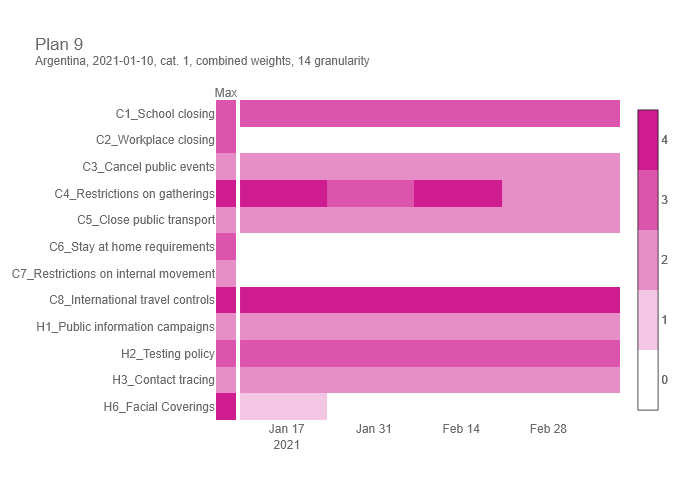 Plan 9
Argentina, 2021-01-10, cat. 1, combined weights, 14 granularity
Max
C1_School closing
C2_Workplace closing
C3_Cancel public events
C4_Restrictions on gatherings
C5_Close public transport
C6_Stay at home requirements
C7_Restrictions on internal movement
C8_International travel controls
H1_Public information campaigns
H2_Testing policy
H3_Contact tracing
H6_Facial Coverings
Jan 17 Jan 31 Feb 14 Feb 28
2021
4
3
2
1
0